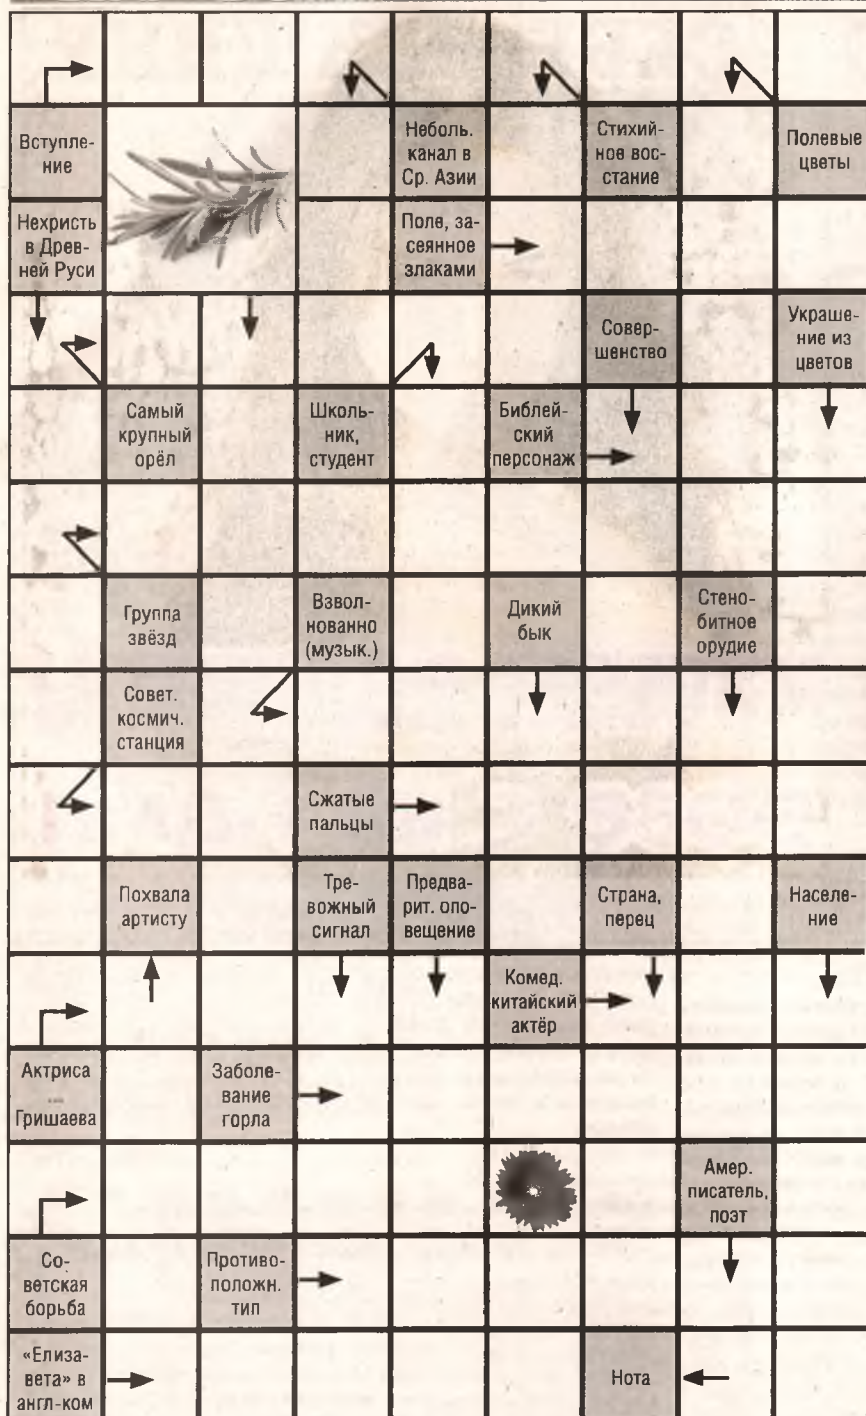 Вступле-
ние
Неболь.
канал в
Ср. Азии
Стихий-
ное вос-
стание
Полевые
цветы
Нехристь
в Древ-
ней Руси
Поле, за-
сеянное
злаками
Совер-
шенство
Украше-
ние из
цветов
Самый
крупный
орёл
Школь-
ник,
студент
Библей-
ский
персонаж
Группа
звёзд
Взвол-
нованно
(музык.)
Дикий
бык
Стено-
битное
орудие
Совет.
космич.
станция
Сжатые
пальцы
Похвала
артисту
Тре-
вожный
сигнал
Предва-
рит. опо-
вещение
Страна,
перец
Населе-
ние
Комед.
китайский
актёр
Актриса
...
Гришаева
Заболе-
вание
горла
Амер.
писатель,
поэт
Со-
ветская
борьба
Противо-
положн.
тип
«Елиза-
вета» в
англ-ком
Нота